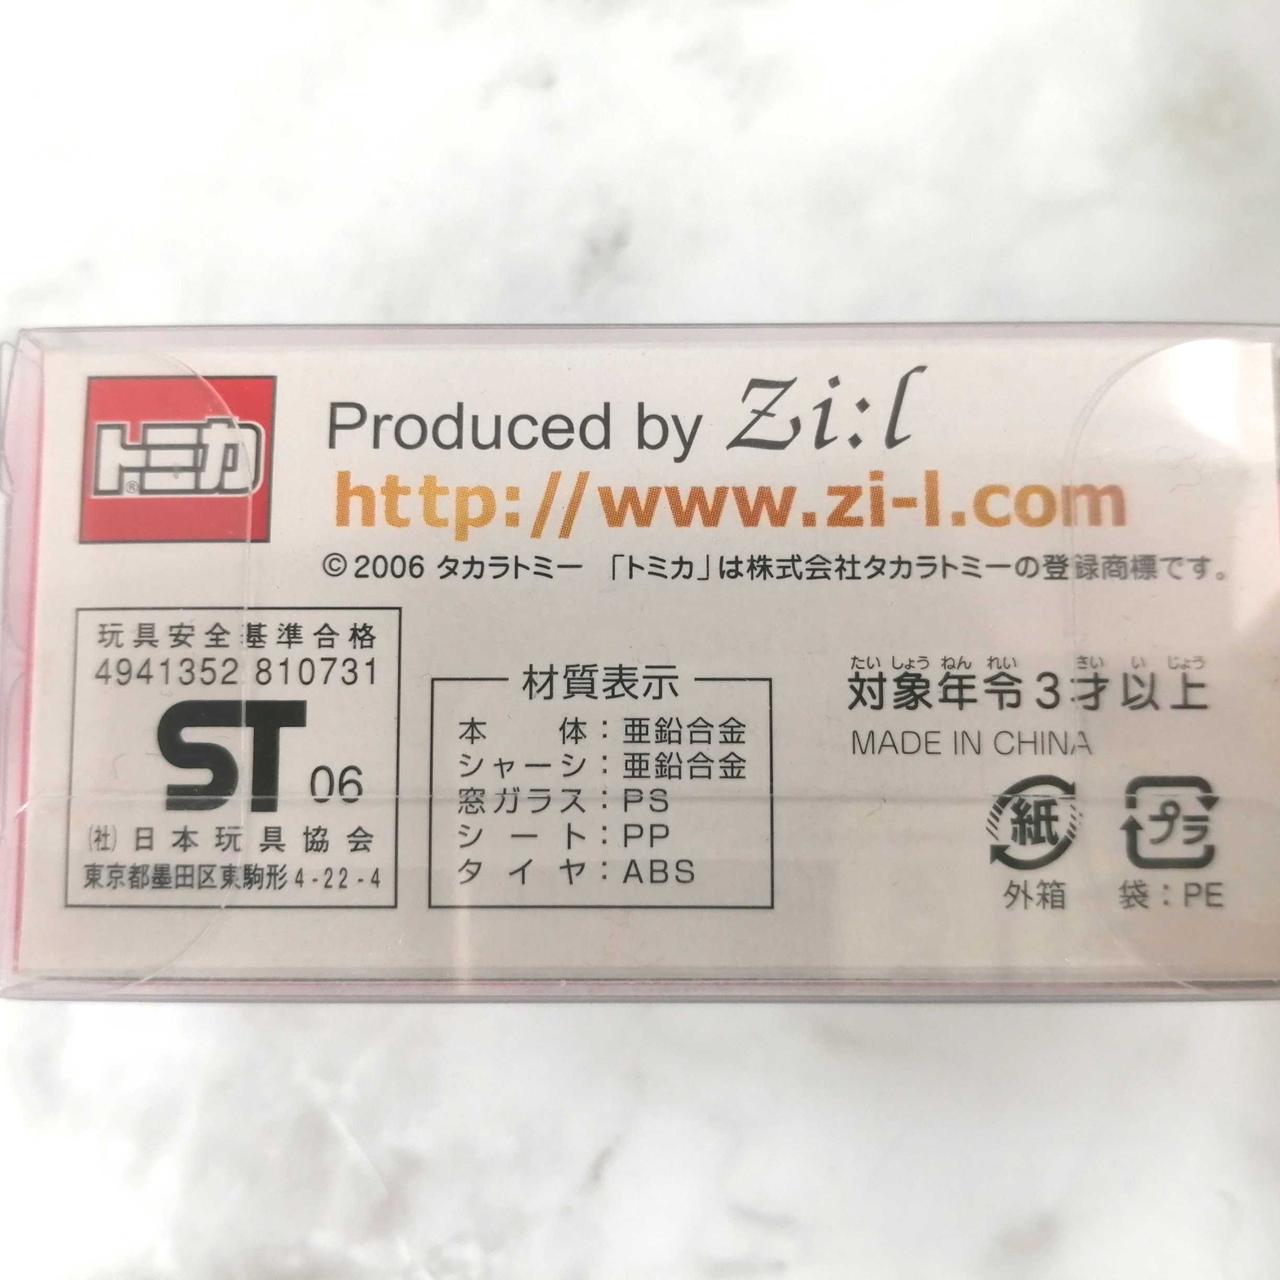 トミカ®
Produced by Zi:l
http://www.zi-l.com
©2006 タカラトミー 「トミカ」は株式会社タカラトミーの登録商標です。
玩具安全基準合格
4941352 810731
ST 06
(社)日本玩具協会
東京都墨田区東駒形4-22-4
材質表示
本体：亜鉛合金
シャーシ：亜鉛合金
窓ガラス：PS
シート：PP
タイヤ：ABS
たいしょうねんれい さいいじょう
対象年令3才以上
MADE IN CHINA
紙 プラ
外箱 袋：PE